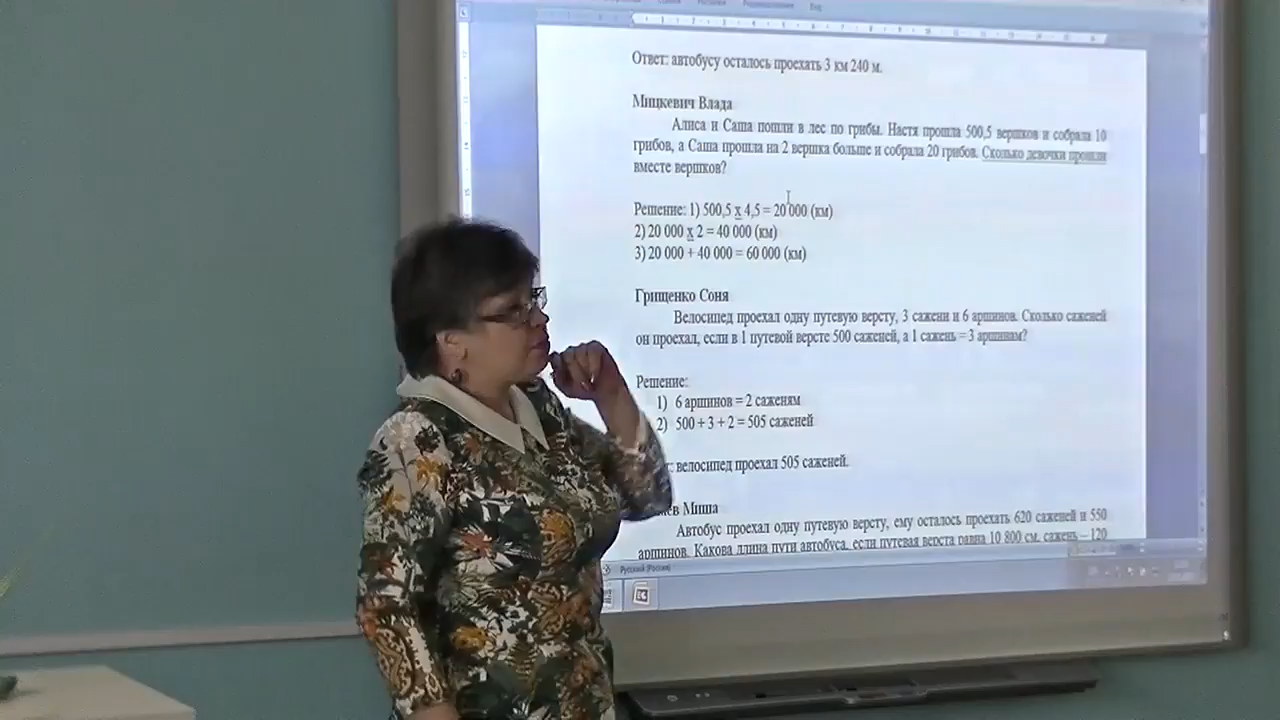 Ответ: автобусу осталось проехать 3 км 240 м.
Мицкевич Влада
Алиса и Саша пошли в лес по грибы. Настя прошла 500,5 вершков и собрала 10
грибов, а Саша прошла на 2 вершка больше и собрала 20 грибов. Сколько девочки прошли
вместе вершков?
Решение: 1) 500,5 х 4,5 = 20 000 (км)
2) 20 000 х 2 = 40 000 (км)
3) 20 000 + 40 000 = 60 000 (км)
Грищенко Соня
Велосипед проехал одну путевую версту, 3 сажени и 6 аршинов. Сколько саженей
он проехал, если в 1 путевой версте 500 саженей, а 1 сажень = 3 аршинам?
Решение:
1) 6 аршинов = 2 саженям
2) 500 + 3 + 2 = 505 саженей
: велосипед проехал 505 саженей.
Миша
Автобус проехал одну путевую версту, ему осталось проехать 620 саженей и 550
аршинов. Какова длина пути автобуса, если путевая верста равна 10 800 см, сажень – 120
Русский (Россия)